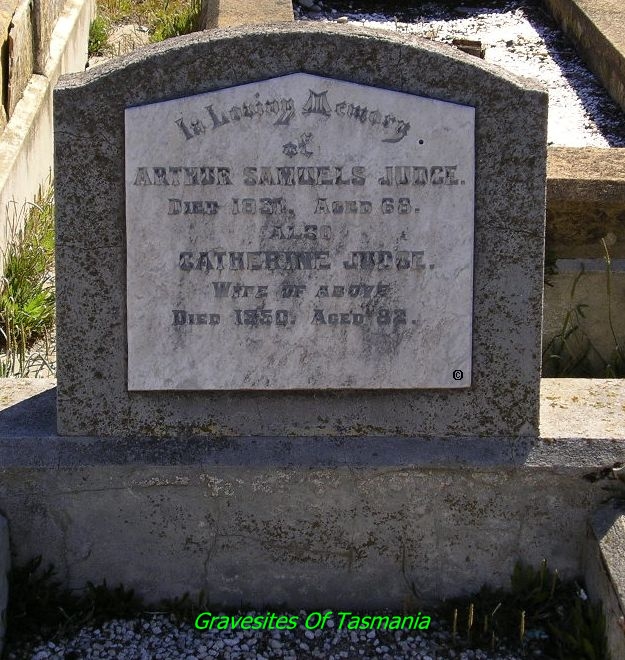 In Loving Memory
of
ARTHUR SAMUELS JUDGE.
DIED AGED 68.
ALSO
CATHERINE JUDGE.
WIFE OF ABOVE
DIED 1950. AGED 82.
©
Gravesites Of Tasmania